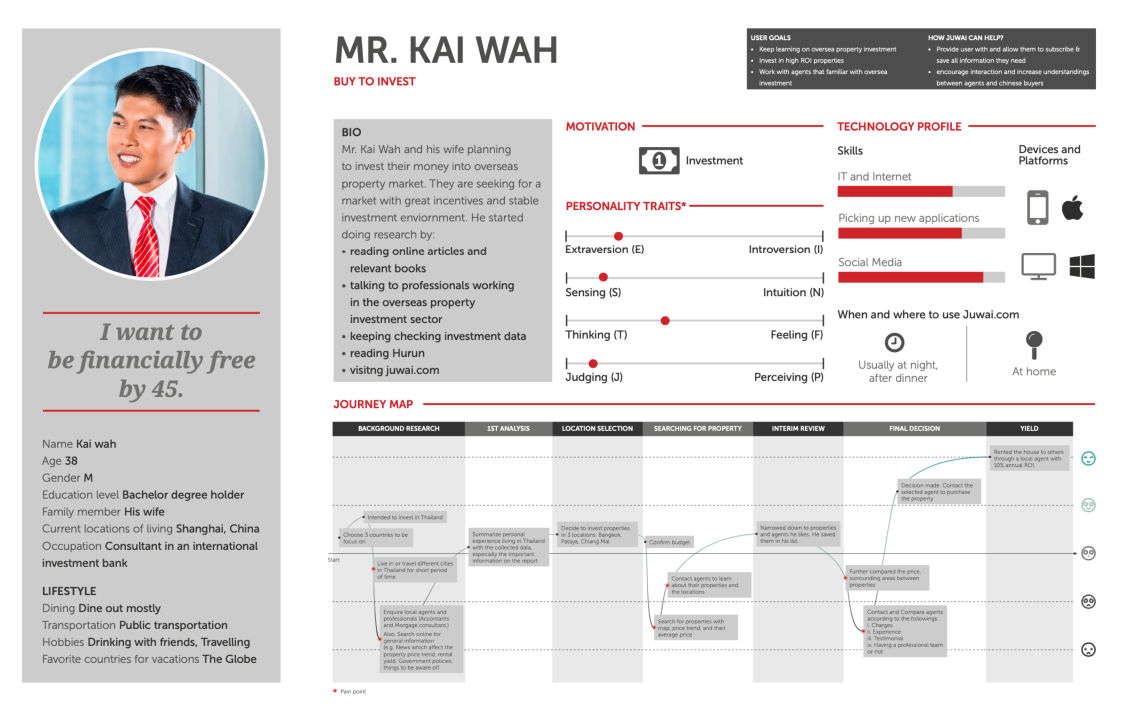 I want to
be financially free
by 45.
Name Kai wah
Age 38
Gender M
Education level Bachelor degree holder
Family member His wife
Current locations of living Shanghai, China
Occupation Consultant in an international
investment bank
LIFESTYLE
Dining Dine out mostly
Transportation Public transportation
Hobbies Drinking with friends, Travelling
Favorite countries for vacations The Globe
MR. KAI WAH
BUY TO INVEST
USER GOALS
• Keep learning on oversea property investment
• Invest in high ROI properties
• Work with agents that familiar with oversea
investment
HOW JUWAI CAN HELP?
• Provide user with and allow them to subscribe &
save all information they need
• encourage interaction and increase understandings
between agents and chinese buyers
BIO
Mr. Kai Wah and his wife planning
to invest their money into overseas
property market. They are seeking for a
market with great incentives and stable
investment enviornment. He started
doing research by:
• reading online articles and
relevant books
• talking to professionals working
in the overseas property
investment sector
• keeping checking investment data
• reading Hurun
• visitng juwai.com
MOTIVATION
1
Investment
PERSONALITY TRAITS*
Extraversion (E) Introversion (I)
Sensing (S) Intuition (N)
Thinking (T) Feeling (F)
Judging (J) Perceiving (P)
TECHNOLOGY PROFILE
Skills
IT and Internet
Picking up new applications
Social Media
Devices and
Platforms
When and where to use Juwai.com
Usually at night,
after dinner
At home
JOURNEY MAP
BACKGROUND RESEARCH
1ST ANALYSIS
LOCATION SELECTION
SEARCHING FOR PROPERTY
INTERIM REVIEW
FINAL DECISION
YIELD
Start
Choose 3 countries to be
focus on
Intended to invest in Thailand
Live in or travel different cities
in Thailand for short period
of time
Enquire local agents and
professionals (Accountants
and Morgage consultant)
Also, Search online for
general information
(e.g. News which affect the
property price trend, rental
yield, Government policies,
things to be aware of)
Summarize personal
experience living in Thailand
with the collected data,
especially the important
information on the report
Decide to invest properties
in 3 locations: Bangkok,
Pataya, Chiang Mai
Confirm budget
Search for properties with
map, price trend, and their
average price
Contact agents to learn
about their properties and
the locations
Narrowed down to properties
and agents he likes. He saved
them in his list.
Further compared the price,
surrounding areas between
properties
Contact and Compare agents
according to the followings:
i. Charges
ii. Experience
iii. Testimonial
iv. Having a professional team
or not
Decision made. Contact the
selected agent to purchase
the property
Rented the house to others
through a local agent with
10% annual ROI.
* Pain point